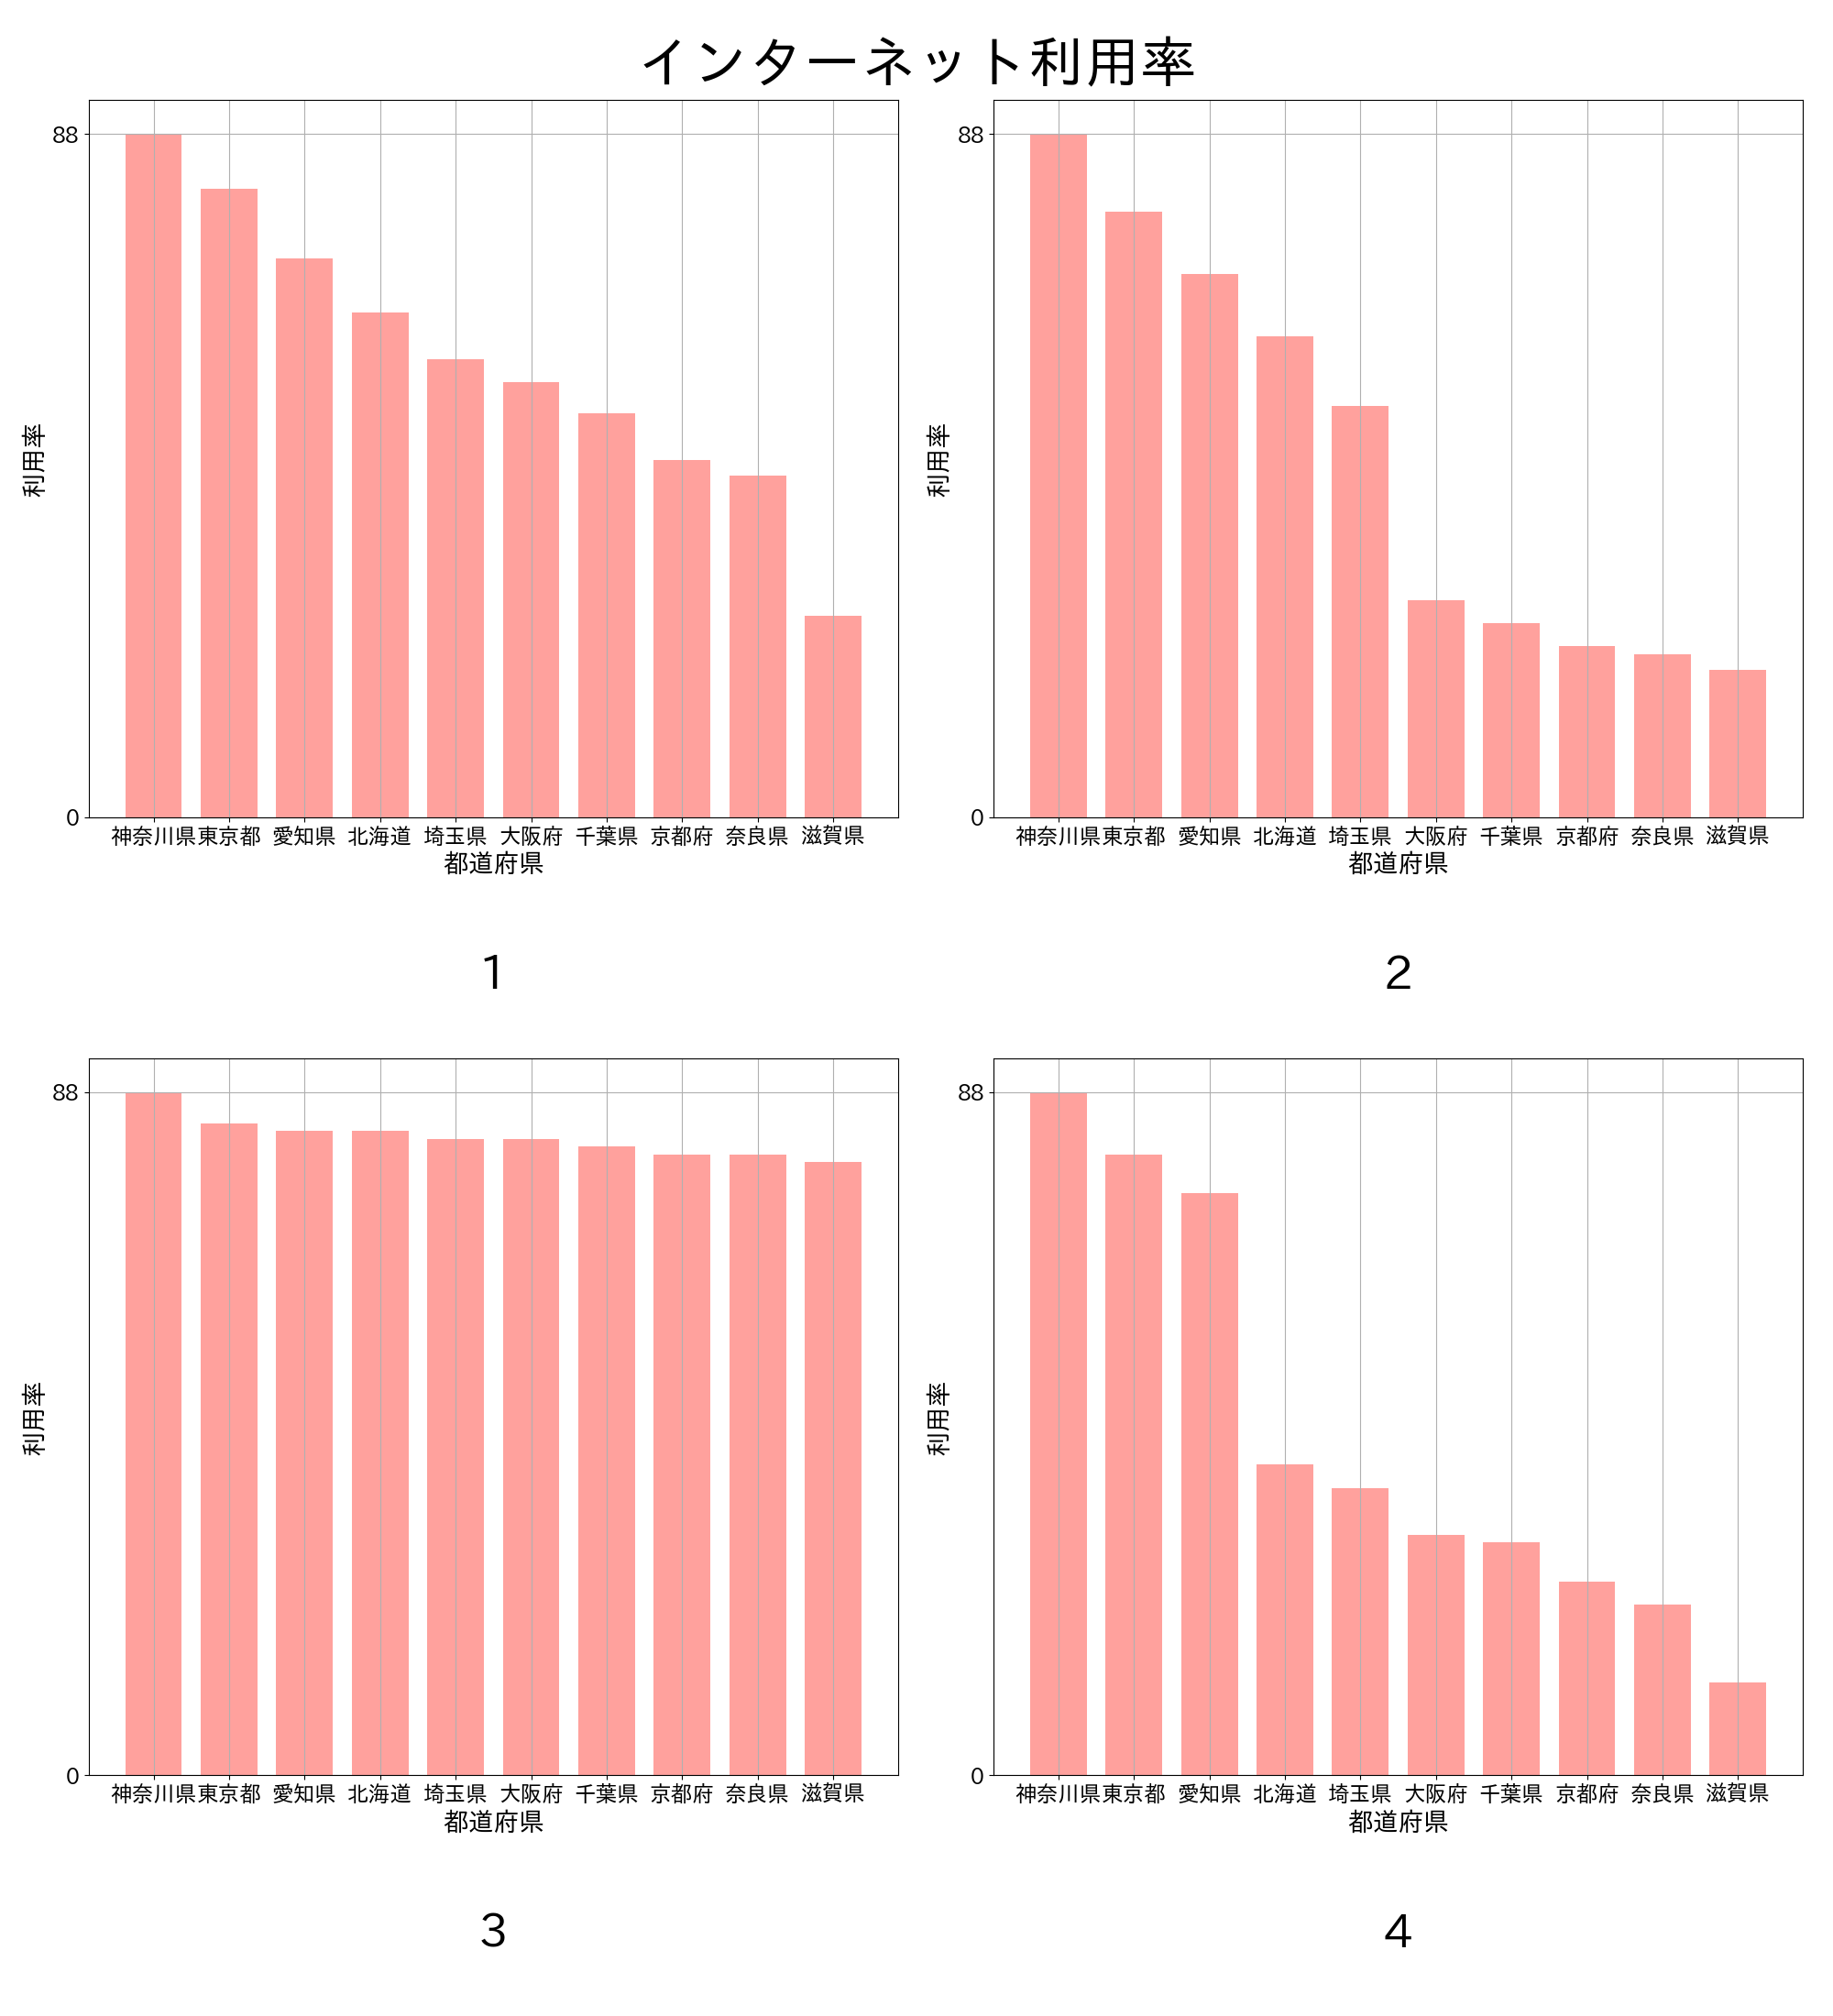 インターネット利用率
88
0
利用率
神奈川県 東京都 愛知県 北海道 埼玉県 大阪府 千葉県 京都府 奈良県 滋賀県
都道府県
1
88
0
利用率
神奈川県 東京都 愛知県 北海道 埼玉県 大阪府 千葉県 京都府 奈良県 滋賀県
都道府県
2
88
0
利用率
神奈川県 東京都 愛知県 北海道 埼玉県 大阪府 千葉県 京都府 奈良県 滋賀県
都道府県
3
88
0
利用率
神奈川県 東京都 愛知県 北海道 埼玉県 大阪府 千葉県 京都府 奈良県 滋賀県
都道府県
4